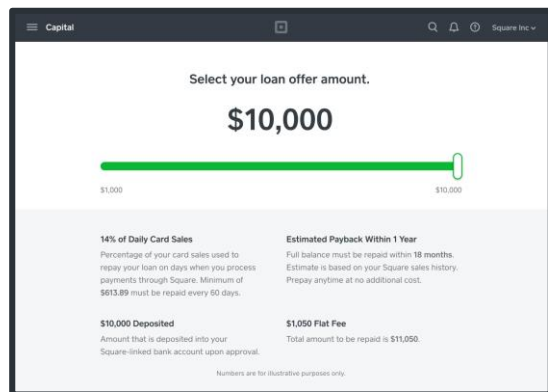 Capital
Square Inc
Select your loan offer amount.
$10,000
$1,000
$10,000
14% of Daily Card Sales
Percentage of your card sales used to
repay your loan on days when you process
payments through Square. Minimum of
$613.89 must be repaid every 60 days.
Estimated Payback Within 1 Year
Full balance must be repaid within 18 months.
Estimate is based on your Square sales history.
Prepay anytime at no additional cost.
$10,000 Deposited
Amount that is deposited into your
Square-linked bank account upon approval.
$1,050 Flat Fee
Total amount to be repaid is $11,050.
Numbers are for illustrative purposes only.